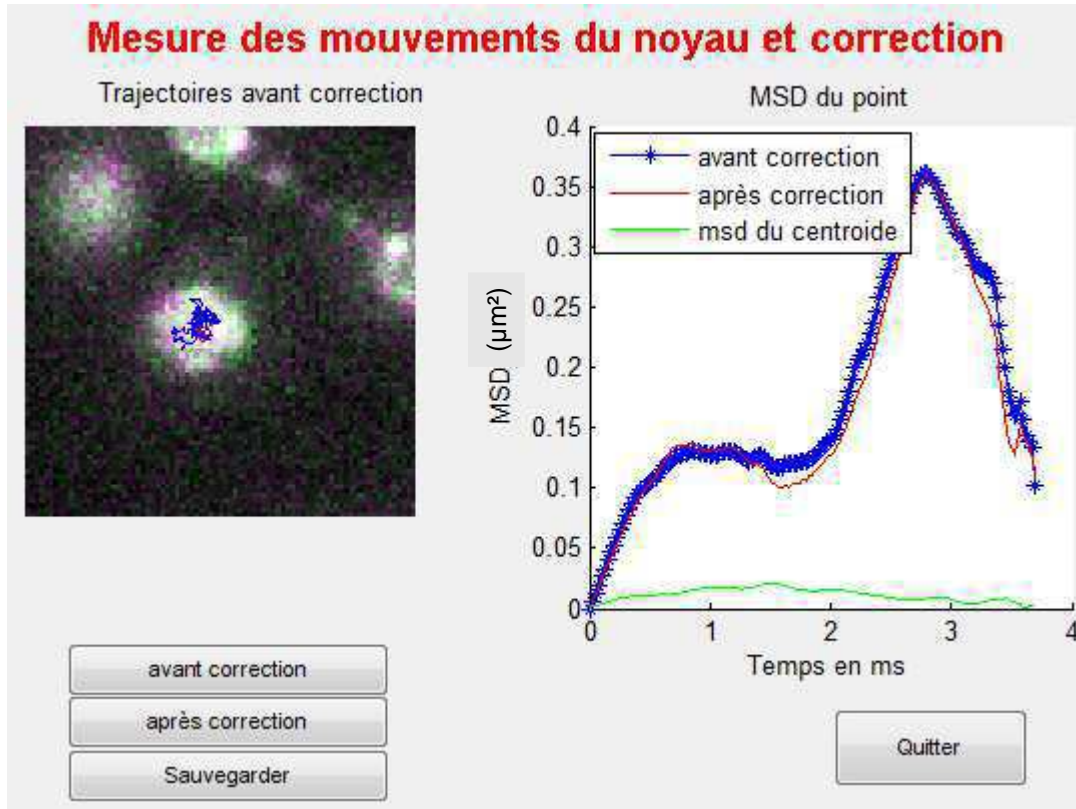 Mesure des mouvements du noyau et correction
Trajectoires avant correction
avant correction
après correction
Sauvegarder
MSD du point
0.4
0.35
0.3
0.25
0.2
0.15
0.1
0.05
0
MSD (µm²)
avant correction
après correction
msd du centroide
0 1 2 3 4
Temps en ms
Quitter